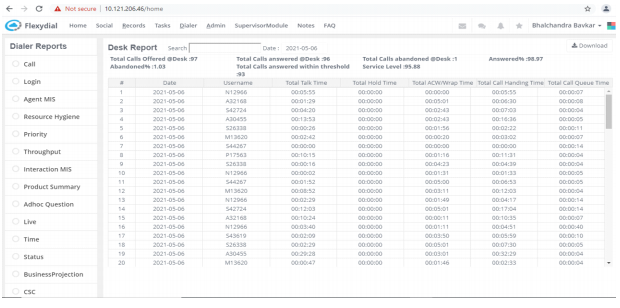 Not secure | 10.121.206.46/home
Flexydial Home Social Records Tasks Dialer Admin SupervisorModule Notes FAQ Bhalchandra Bavkar
Dialer Reports
Call
Login
Agent MIS
Resource Hygiene
Priority
Throughput
Interaction MIS
Product Summary
Adhoc Question
Live
Time
Status
BusinessProjection
CSC
Desk Report Search Date : 2021-05-06 Download
Total Calls Offered @Desk :97 Total Calls answered @Desk :96 Total Calls abandoned @Desk :1 Answered% :98.97
Abandoned% :1.03 Total Calls answered within threshold :93 Service Level :95.88
# Date Username Total Talk Time Total Hold Time Total ACW/Wrap Time Total Call Handing Time Total Call Queue Time
1 2021-05-06 N12966 00:05:55 00:00:00 00:00:00 00:05:55 00:00:07
2 2021-05-06 A32168 00:01:29 00:00:00 00:05:01 00:06:30 00:00:08
3 2021-05-06 S42724 00:04:20 00:00:00 00:02:43 00:07:03 00:00:04
4 2021-05-06 A30455 00:13:53 00:00:00 00:02:43 00:16:36 00:00:05
5 2021-05-06 S26338 00:00:26 00:00:00 00:01:56 00:02:22 00:00:11
6 2021-05-06 M13620 00:02:42 00:00:00 00:00:20 00:03:02 00:00:07
7 2021-05-06 S44267 00:00:00 00:00:00 00:00:00 00:00:00 00:00:14
8 2021-05-06 P17563 00:10:15 00:00:00 00:01:16 00:11:31 00:00:04
9 2021-05-06 S26338 00:00:16 00:00:00 00:04:23 00:04:39 00:00:04
10 2021-05-06 N12966 00:00:02 00:00:00 00:01:31 00:01:33 00:00:05
11 2021-05-06 S44267 00:01:52 00:00:00 00:05:00 00:06:53 00:00:05
12 2021-05-06 M13620 00:08:52 00:00:00 00:03:11 00:12:03 00:00:04
13 2021-05-06 N12966 00:02:29 00:00:00 00:01:49 00:04:17 00:00:14
14 2021-05-06 S42724 00:12:03 00:00:00 00:05:01 00:17:04 00:00:14
15 2021-05-06 A32168 00:10:24 00:00:00 00:00:11 00:10:35 00:00:07
16 2021-05-06 N12966 00:03:40 00:00:00 00:01:11 00:04:51 00:00:40
17 2021-05-06 S43619 00:02:09 00:00:00 00:03:50 00:05:59 00:00:10
18 2021-05-06 S26338 00:02:29 00:00:00 00:05:01 00:07:30 00:00:05
19 2021-05-06 A30455 00:29:28 00:00:00 00:03:01 00:32:29 00:00:04
20 2021-05-06 M13620 00:00:47 00:00:00 00:01:46 00:02:33 00:00:04